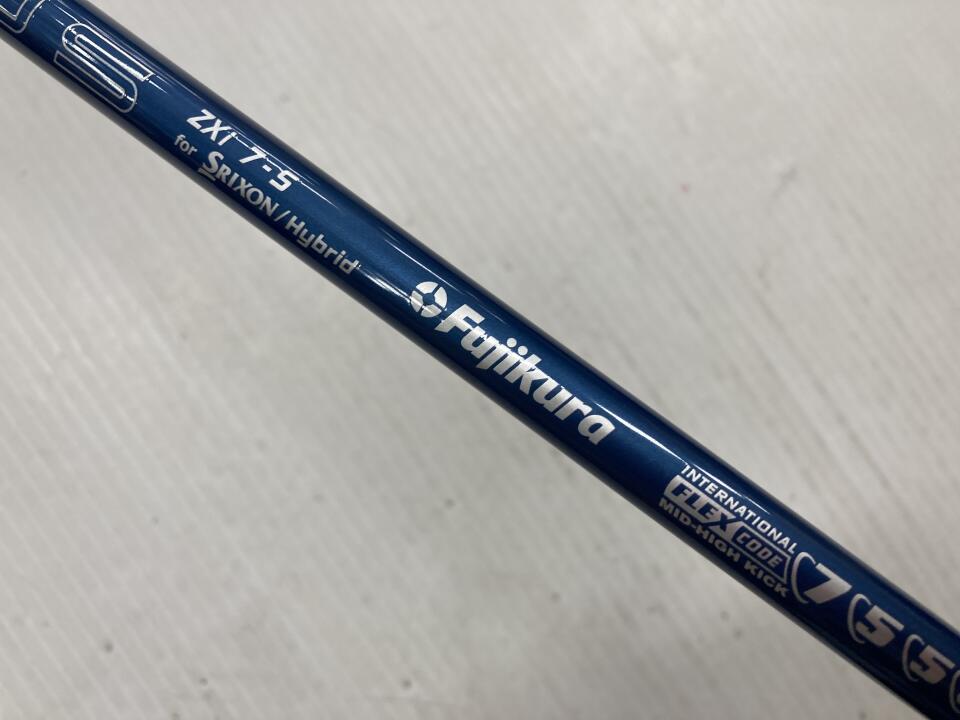 S
ZXi 7-S
for SRIXON/Hybrid
Fujikura
INTERNATIONAL
FLEX CODE
MID-HIGH KICK
7 5 5